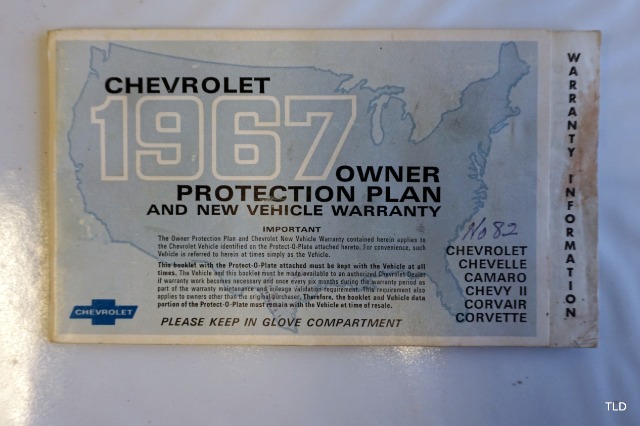 CHEVROLET
1967
OWNER
PROTECTION PLAN
AND NEW VEHICLE WARRANTY
IMPORTANT
The Owner Protection Plan and Chevrolet New Vehicle Warranty contained herein applies to
the Chevrolet Vehicle identified on the Protect-O-Plate attached hereto. For convenience, such
Vehicle is referred to herein at times simply as the Vehicle.
This booklet with the Protect-O-Plate attached must be kept with the Vehicle at all
times. The Vehicle and this booklet must be made available to an authorized Chevrolet Dealer
if warranty work becomes necessary and once every six months during the warranty period as
part of the warranty maintenance and mileage validation requirement. This requirement also
applies to owners other than the original purchaser. Therefore, the booklet and Vehicle data
portion of the Protect-O-Plate must remain with the Vehicle at time of resale.
PLEASE KEEP IN GLOVE COMPARTMENT
CHEVROLET
No 82
CHEVROLET
CHEVELLE
CAMARO
CHEVY II
CORVAIR
CORVETTE
WARRANTY INFORMATION
TLD